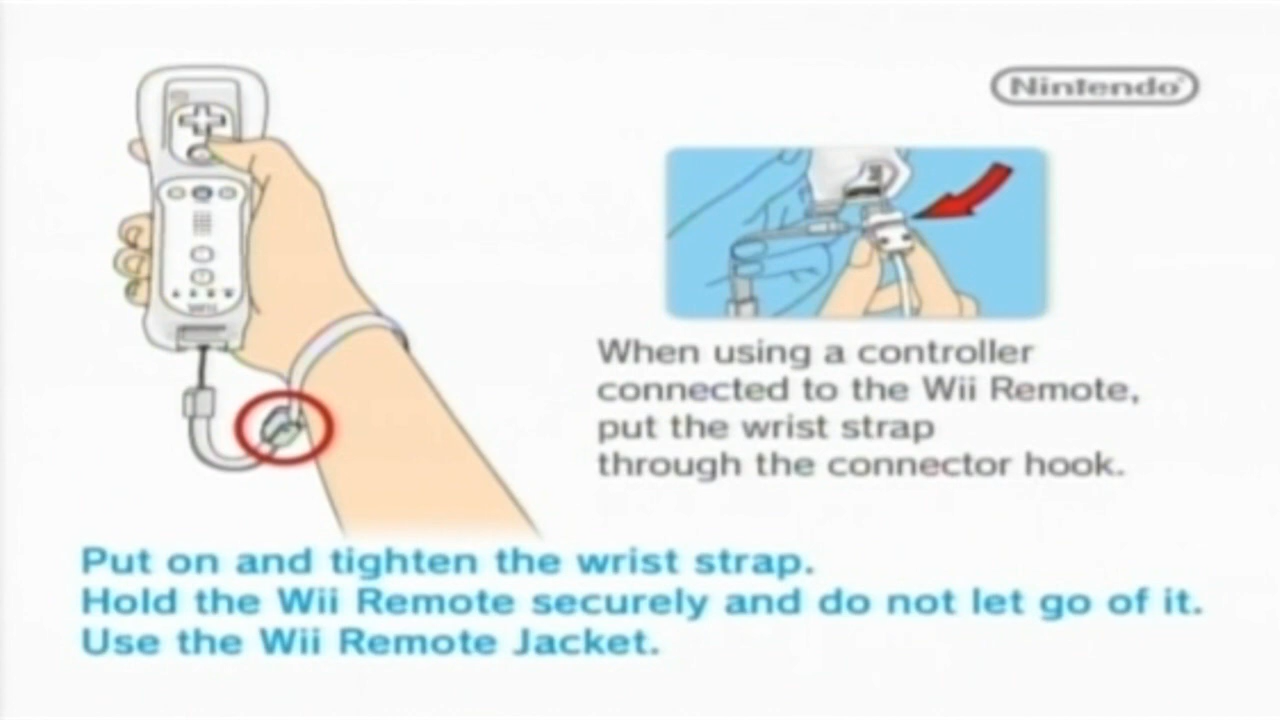 Nintendo
When using a controller
connected to the Wii Remote,
put the wrist strap
through the connector hook.
Put on and tighten the wrist strap.
Hold the Wii Remote securely and do not let go of it.
Use the Wii Remote Jacket.